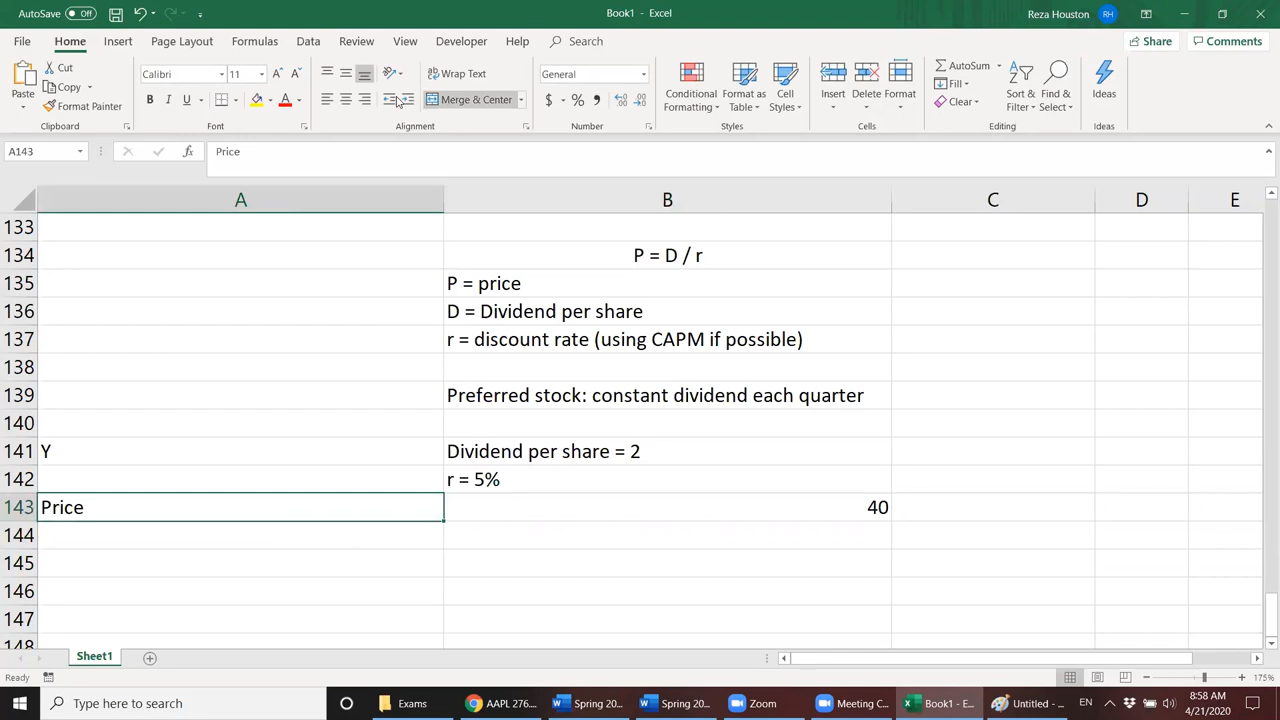 AutoSave Off
Book1 - Excel
Reza Houston RH
File Home Insert Page Layout Formulas Data Review View Developer Help Search Share Comments
Paste
Cut
Copy
Format Painter
Clipboard
Calibri 11 A A
B I U A
Font
ab
Wrap Text
Merge & Center
Alignment
General
$ % ,
Number
Conditional Formatting
Format as Table
Cell Styles
Styles
Insert
Delete
Format
Cells
AutoSum
Fill
Clear
Sort & Filter
Find & Select
Editing
Ideas
Ideas
A143 fx Price
A B C D E
133
134 P = D / r
135 P = price
136 D = Dividend per share
137 r = discount rate (using CAPM if possible)
138
139 Preferred stock: constant dividend each quarter
140
141 Y Dividend per share = 2
142 r = 5%
143 Price 40
144
145
146
147
148
Sheet1
Ready 175%
Type here to search Exams AAPL 276.... Spring 20... Spring 20... Zoom Meeting C... Book1 - E... Untitled - ... EN
8:58 AM
4/21/2020